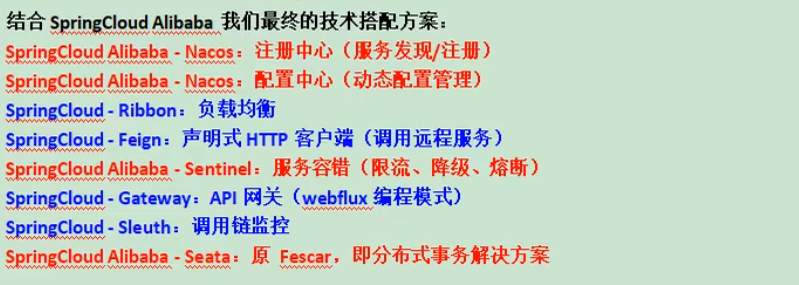 结合 SpringCloud Alibaba 我们最终的技术搭配方案：
SpringCloud Alibaba - Nacos：注册中心（服务发现/注册）
SpringCloud Alibaba - Nacos：配置中心（动态配置管理）
SpringCloud - Ribbon：负载均衡
SpringCloud - Feign：声明式 HTTP 客户端（调用远程服务）
SpringCloud Alibaba - Sentinel：服务容错（限流、降级、熔断）
SpringCloud - Gateway：API 网关（webflux 编程模式）
SpringCloud - Sleuth：调用链监控
SpringCloud Alibaba - Seata：原 Fescar，即分布式事务解决方案